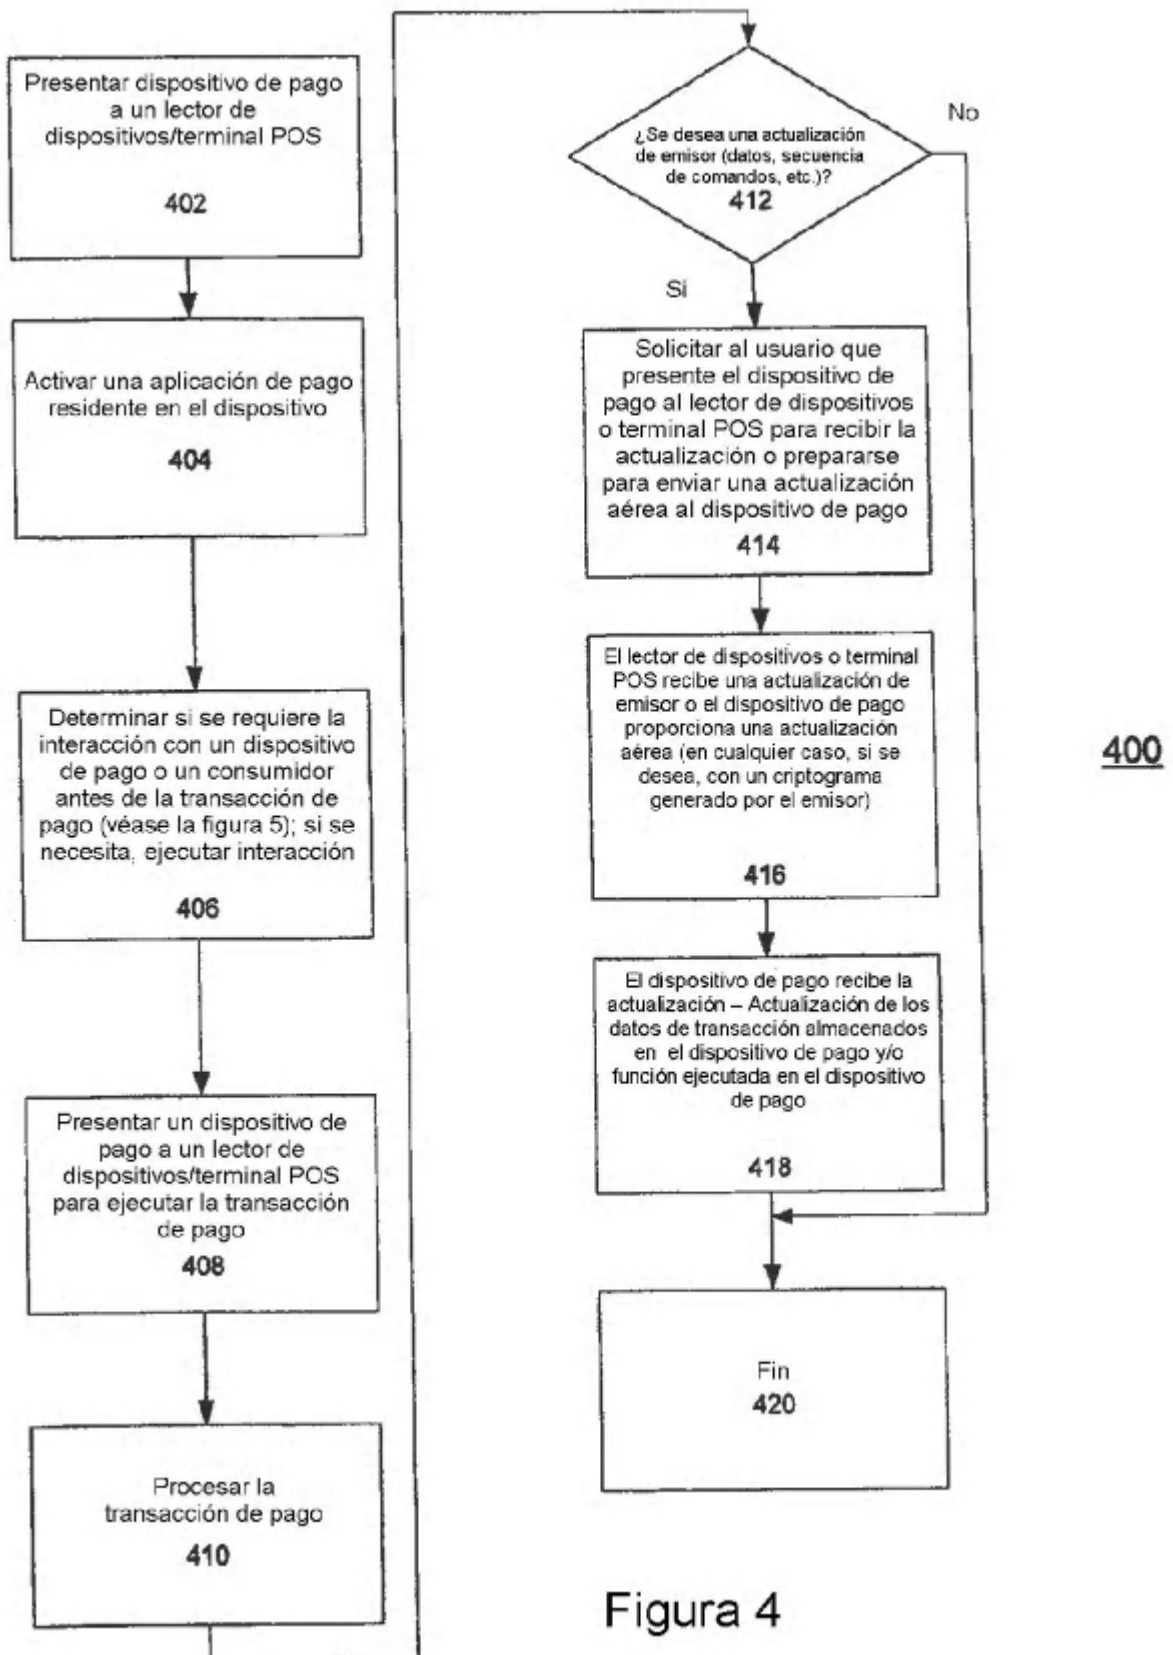 Presentar dispositivo de pago
a un lector de
dispositivos/terminal POS
402
Activar una aplicación de pago
residente en el dispositivo
404
Determinar si se requiere la
interacción con un dispositivo
de pago o un consumidor
antes de la transacción de
pago (véase la figura 5); si se
necesita, ejecutar interacción
406
Presentar un dispositivo de
pago a un lector de
dispositivos/terminal POS
para ejecutar la transacción
de pago
408
Procesar la
transacción de pago
410
¿Se desea una actualización
de emisor (datos, secuencia
de comandos, etc.)?
412
No
Si
Solicitar al usuario que
presente el dispositivo de
pago al lector de dispositivos
o terminal POS para recibir la
actualización o prepararse
para enviar una actualización
aérea al dispositivo de pago
414
El lector de dispositivos o terminal
POS recibe una actualización de
emisor o el dispositivo de pago
proporciona una actualización
aérea (en cualquier caso, si se
desea, con un criptograma
generado por el emisor)
416
El dispositivo de pago recibe la
actualización – Actualización de los
datos de transacción almacenados
en el dispositivo de pago y/o
función ejecutada en el dispositivo
de pago
418
Fin
420
400
Figura 4